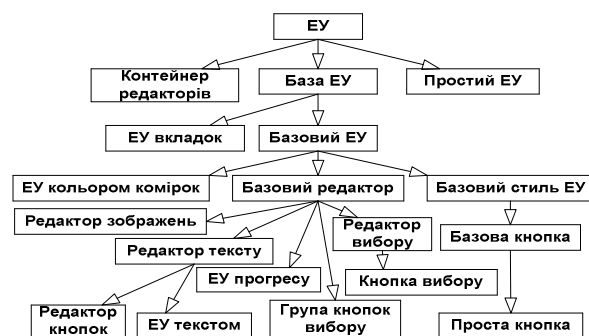 ЕУ
Контейнер
редакторів
База ЕУ
Простий ЕУ
ЕУ вкладок
Базовий ЕУ
ЕУ кольором комірок
Базовий редактор
Базовий стиль ЕУ
Редактор зображень
Редактор
вибору
Базова кнопка
Редактор тексту
ЕУ прогресу
Кнопка вибору
Редактор
кнопок
ЕУ текстом
Група кнопок
вибору
Проста кнопка